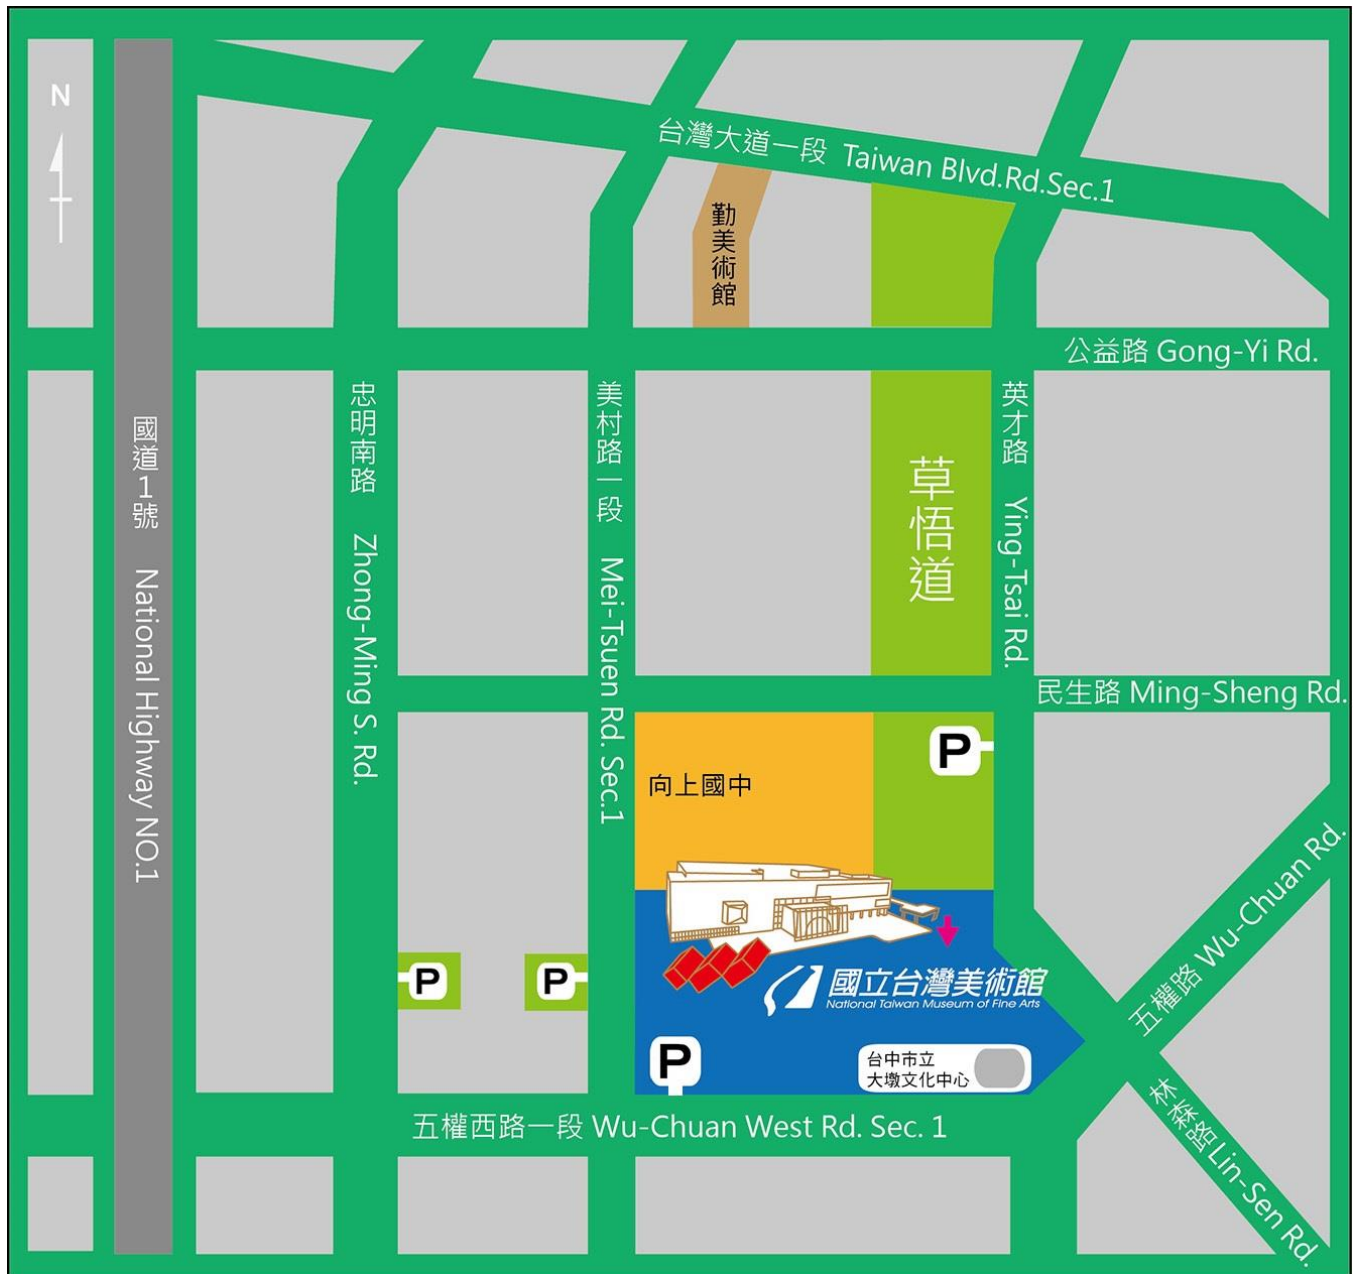 N
台灣大道一段 Taiwan Blvd.Rd.Sec.1
勤美術館
公益路 Gong-Yi Rd.
國道1號 National Highway NO.1
忠明南路 Zhong-Ming S. Rd.
美村路一段 Mei-Tsuen Rd. Sec.1
草悟道
英才路 Ying-Tsai Rd.
民生路 Ming-Sheng Rd.
P
向上國中
五權路 Wu-Chuan Rd.
P
P
國立台灣美術館
National Taiwan Museum of Fine Arts
P
台中市立
大墩文化中心
五權西路一段 Wu-Chuan West Rd. Sec. 1
林森路 Lin-Sen Rd.